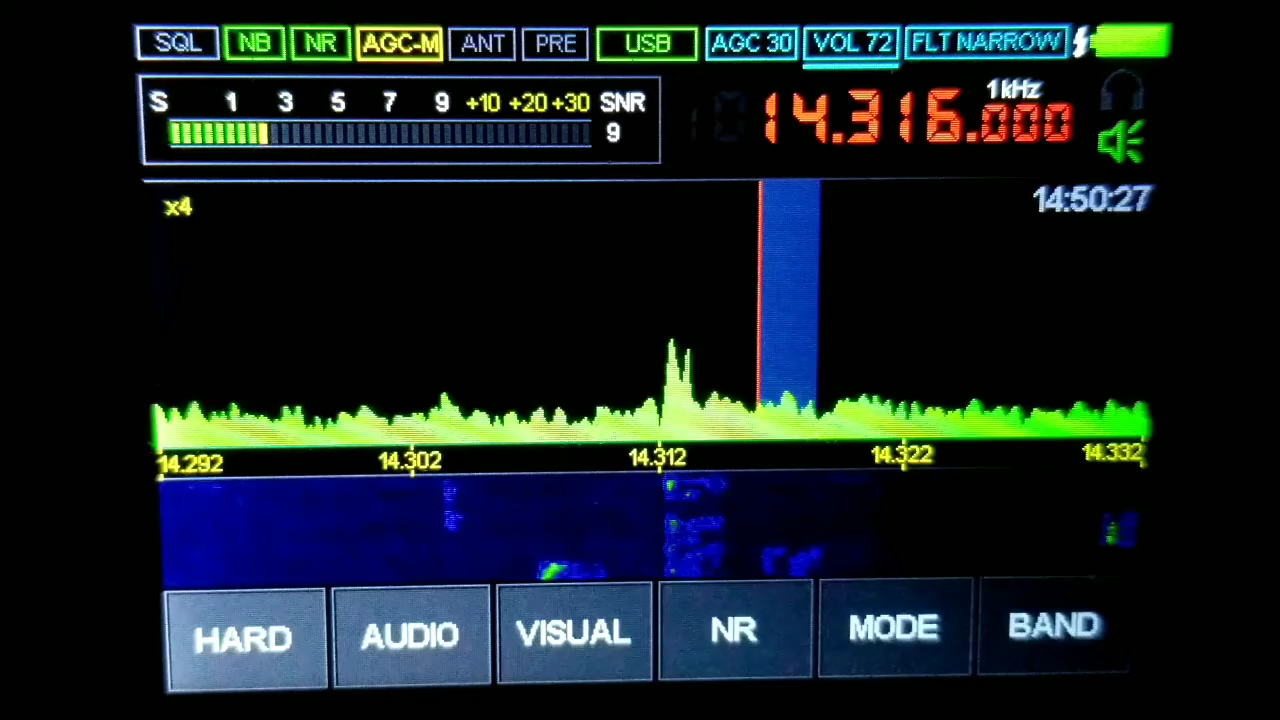 SQL NB NR AGC-M ANT PRE USB AGC 30 VOL 72 FLT NARROW
S 1 3 5 7 9 +10 +20 +30 SNR
9
1kHz
14.316.000
x4
14:50:27
14.292 14.302 14.312 14.322 14.332
HARD AUDIO VISUAL NR MODE BAND